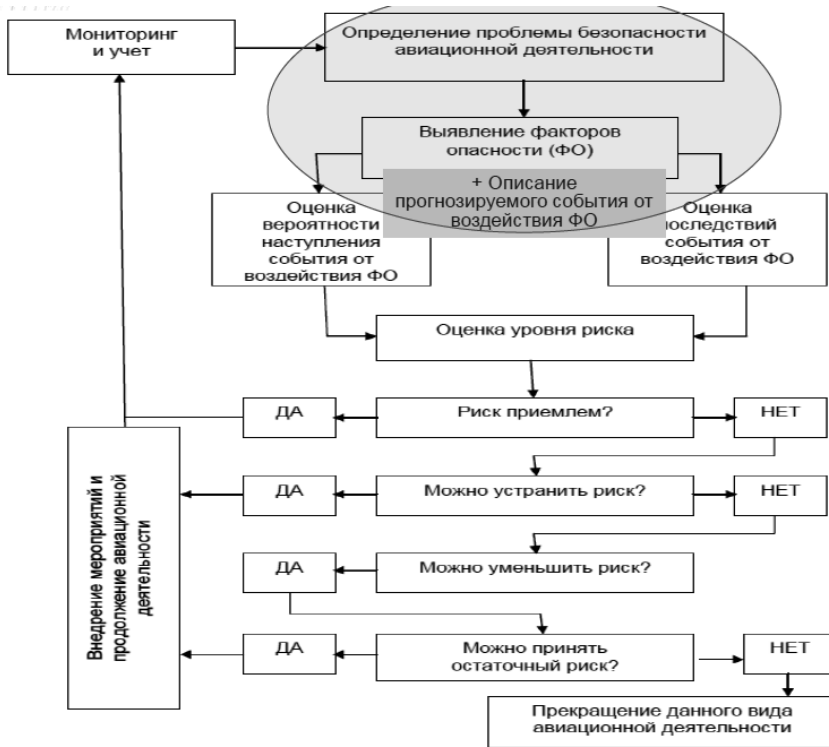 Мониторинг
и учет
Определение проблемы безопасности
авиационной деятельности
Выявление факторов
опасности (ФО)
+ Описание
прогнозируемого события от
воздействия ФО
Оценка
вероятности
наступления
события от
воздействия ФО
Оценка
последствий
события от
воздействия ФО
Оценка уровня риска
ДА
Риск приемлем?
НЕТ
ДА
Можно устранить риск?
НЕТ
ДА
Можно уменьшить риск?
ДА
Можно принять
остаточный риск?
НЕТ
Внедрение мероприятий и
продолжение авиационной
деятельности
Прекращение данного вида
авиационной деятельности